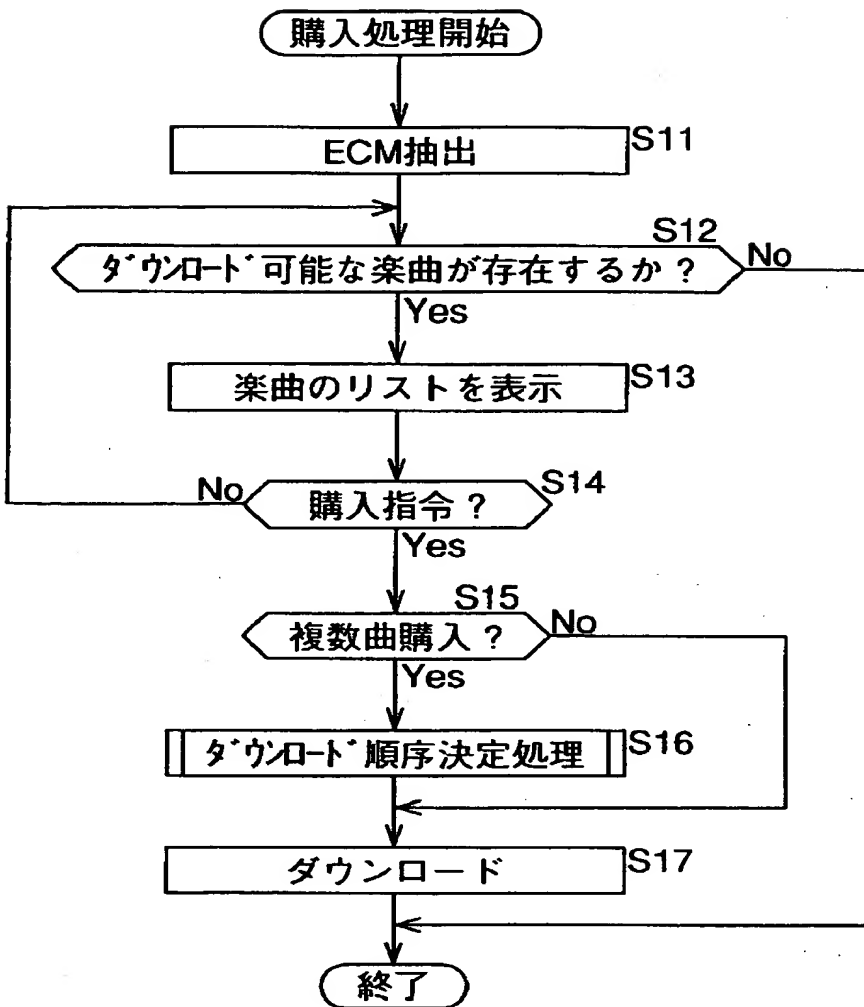 購入処理開始
ECM抽出
S11
S12
ダウンロード可能な楽曲が存在するか?
No
Yes
楽曲のリストを表示
S13
No
購入指令?
S14
Yes
S15
複数曲購入?
No
Yes
ダウンロード順序決定処理
S16
ダウンロード
S17
終了